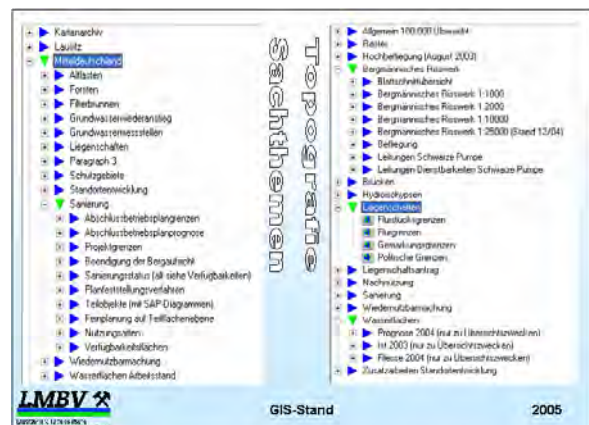 Kartenarchiv
Lausitz
Mitteldeutschland
Altlasten
Forsten
Filterbrunnen
Grundwasserwiederanstieg
Grundwassermessstellen
Liegenschaften
Paragraph 3
Schutzgebiete
Standortentwicklung
Sanierung
Abschlussbetriebsplangrenzen
Abschlussbetriebsplanprognose
Projektgrenzen
Beendigung der Bergaufsicht
Sanierungsstatus (alt siehe Verfügbarkeiten)
Planfeststellungsverfahren
Teilobjekte (mit SAP-Diagrammen)
Feinplanung auf Teilflächenebene
Nutzungsarten
Verfügbarkeitsflächen
Wiedernutzbarmachung
Wasserflächen Arbeitsstand
Sachthemen
Topografie
Allgemein 100.000 Übersicht
Raster
Hochbefliegung (August 2003)
Bergmännisches Risswerk
Blattschnittübersicht
Bergmännisches Risswerk 1:1000
Bergmännisches Risswerk 1:2000
Bergmännisches Risswerk 1:10000
Bergmännisches Risswerk 1:25000 (Stand 12/04)
Befliegung
Leitungen Schwarze Pumpe
Leitungen Dienstbarkeiten Schwarze Pumpe
Brücken
Hydroisohypsen
Liegenschaften
Flurstücksgrenzen
Flurgrenzen
Gemarkungsgrenzen
Politische Grenzen
Liegenschaftsantrag
Nachnutzung
Sanierung
Wiedernutzbarmachung
Wasserflächen
Prognose 2004 (nur zu Übersichtszwecken)
Ist 2003 (nur zu Übersichtszwecken)
Fliesse 2004 (nur zu Übersichtszwecken)
Zusatzarbeiten Standortentwicklung
LMBV
GIS-Stand
2005